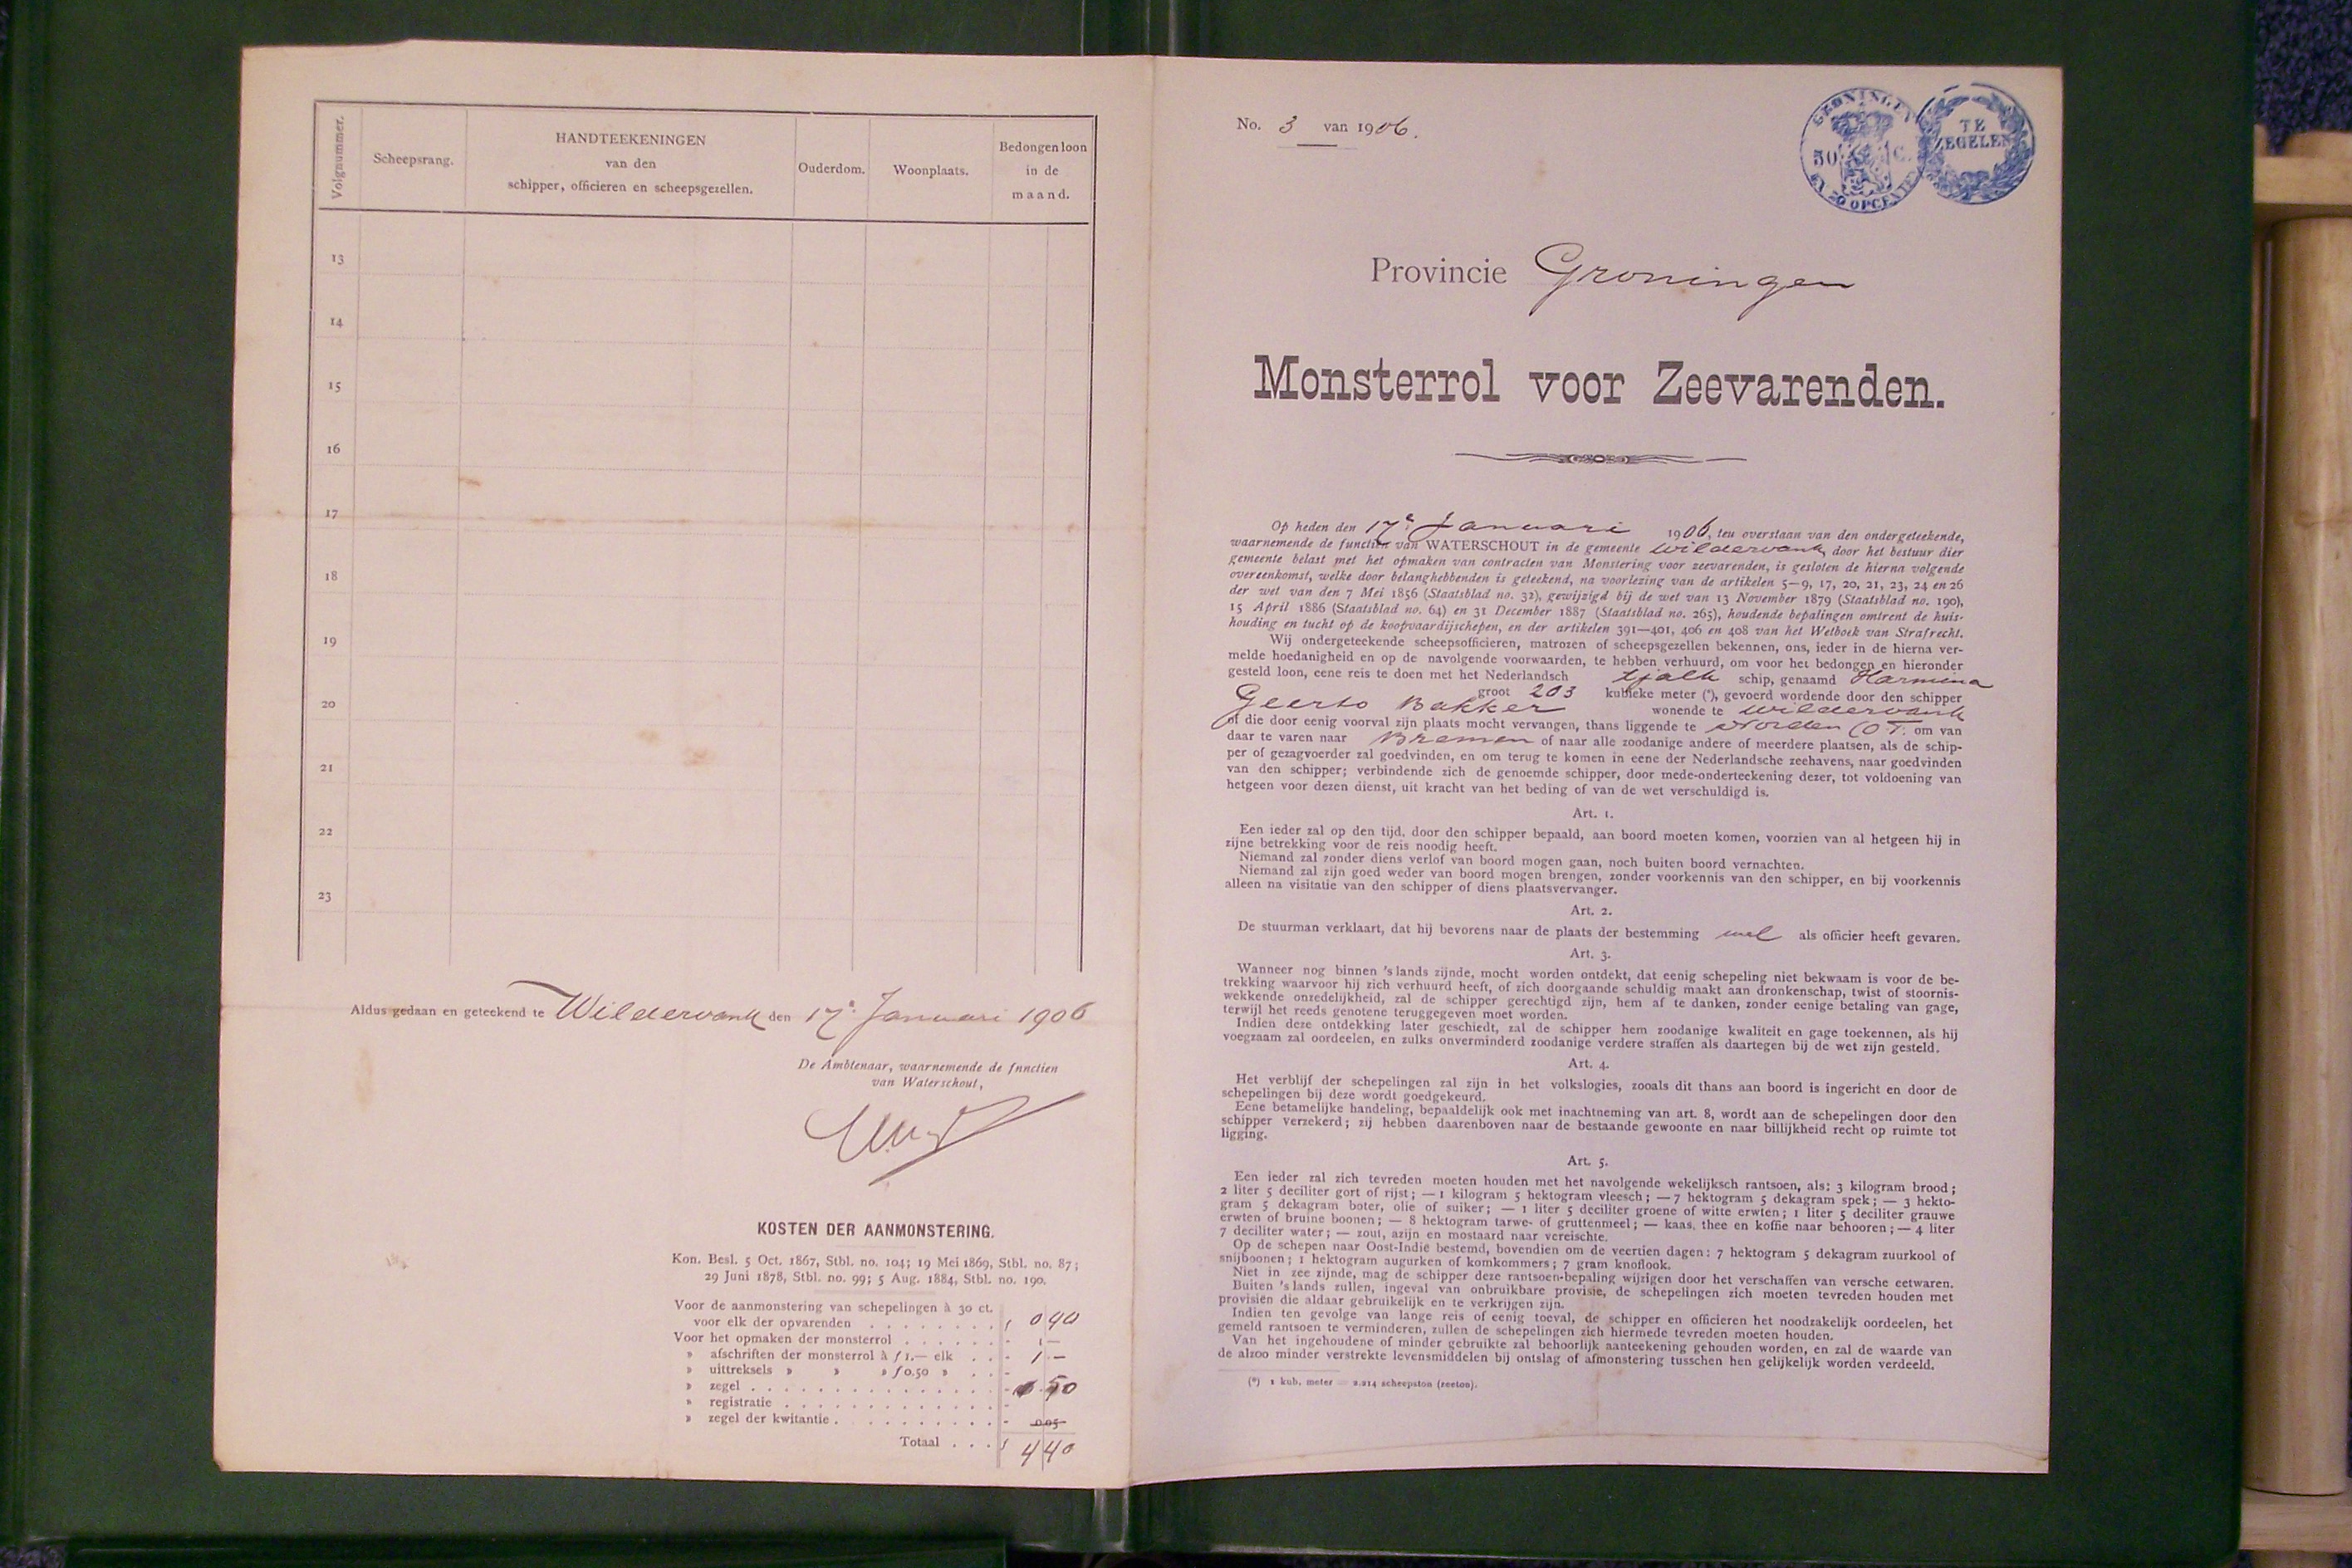 Volgnummer.
Scheepsrang.
HANDTEEKENINGEN
van den
schipper, officieren en scheepsgezellen.
Ouderdom.
Woonplaats.
Bedongen loon
in de
maand.
13
14
15
16
17
18
19
20
21
22
23
Aldus gedaan en geteekend te Wildervank den 17e Januari 1906
De Ambtenaar, waarnemende de functien
van Waterschout,
KOSTEN DER AANMONSTERING.
Kon. Besl. 5 Oct. 1867, Stbl. no. 104; 19 Mei 1869, Stbl. no. 87;
29 Juni 1878, Stbl. no. 99; 5 Aug. 1884, Stbl. no. 190.
Voor de aanmonstering van schepelingen à 30 ct.
voor elk der opvarenden . . . . . . . . f 0 90
Voor het opmaken der monsterrol . . . . . . - 1 —
» afschriften der monsterrol à f 1.— elk . . - 1 —
» uittreksels » » » f 0.50 » . . -
» zegel . . . . . . . . . . . . . . . - 50
» registratie . . . . . . . . . . . . . -
» zegel der kwitantie . . . . . . . . . . - 0.05
Totaal . . . f 4 40
No. 3 van 1906.
GRONINGEN
50 C.
EN 20 OPCENTEN
TE
ZEGELEN
Provincie Groningen
Monsterrol voor Zeevarenden.
Op heden den 17e Januari 1906, ten overstaan van den ondergeteekende,
waarnemende de functiën van WATERSCHOUT in de gemeente Wildervank, door het bestuur dier
gemeente belast met het opmaken van contracten van Monstering voor zeevarenden, is gesloten de hierna volgende
overeenkomst, welke door belanghebbenden is geteekend, na voorlezing van de artikelen 5—9, 17, 20, 21, 23, 24 en 26
der wet van den 7 Mei 1856 (Staatsblad no. 32), gewijzigd bij de wet van 13 November 1879 (Staatsblad no. 190),
15 April 1886 (Staatsblad no. 64) en 31 December 1887 (Staatsblad no. 265), houdende bepalingen omtrent de huis-
houding en tucht op de koopvaardijschepen, en der artikelen 391—401, 406 en 408 van het Wetboek van Strafrecht.
Wij ondergeteekende scheepsofficieren, matrozen of scheepsgezellen bekennen, ons, ieder in de hierna ver-
melde hoedanigheid en op de navolgende voorwaarden, te hebben verhuurd, om voor het bedongen en hieronder
gesteld loon, eene reis te doen met het Nederlandsch tjalk schip, genaamd Harmina
groot 203 kubieke meter (*), gevoerd wordende door den schipper
Geerto Bakker wonende te Wildervank
of die door eenig voorval zijn plaats mocht vervangen, thans liggende te Norden (O F. om van
daar te varen naar Bremen of naar alle zoodanige andere of meerdere plaatsen, als de schip-
per of gezagvoerder zal goedvinden, en om terug te komen in eene der Nederlandsche zeehavens, naar goedvinden
van den schipper; verbindende zich de genoemde schipper, door mede-onderteekening dezer, tot voldoening van
hetgeen voor dezen dienst, uit kracht van het beding of van de wet verschuldigd is.
Art. 1.
Een ieder zal op den tijd, door den schipper bepaald, aan boord moeten komen, voorzien van al hetgeen hij in
zijne betrekking voor de reis noodig heeft.
Niemand zal zonder diens verlof van boord mogen gaan, noch buiten boord vernachten.
Niemand zal zijn goed weder van boord mogen brengen, zonder voorkennis van den schipper, en bij voorkennis
alleen na visitatie van den schipper of diens plaatsvervanger.
Art. 2.
De stuurman verklaart, dat hij bevorens naar de plaats der bestemming wel als officier heeft gevaren.
Art. 3.
Wanneer nog binnen 's lands zijnde, mocht worden ontdekt, dat eenig schepeling niet bekwaam is voor de be-
trekking waarvoor hij zich verhuurd heeft, of zich doorgaande schuldig maakt aan dronkenschap, twist of stoornis-
wekkende onzedelijkheid, zal de schipper gerechtigd zijn, hem af te danken, zonder eenige betaling van gage,
terwijl het reeds genotene teruggegeven moet worden.
Indien deze ontdekking later geschiedt, zal de schipper hem zoodanige kwaliteit en gage toekennen, als hij
voegzaam zal oordeelen, en zulks onverminderd zoodanige verdere straffen als daartegen bij de wet zijn gesteld.
Art. 4.
Het verblijf der schepelingen zal zijn in het volkslogies, zooals dit thans aan boord is ingericht en door de
schepelingen bij deze wordt goedgekeurd.
Eene betamelijke handeling, bepaaldelijk ook met inachtneming van art. 8, wordt aan de schepelingen door den
schipper verzekerd; zij hebben daarenboven naar de bestaande gewoonte en naar billijkheid recht op ruimte tot
ligging.
Art. 5.
Een ieder zal zich tevreden moeten houden met het navolgende wekelijksch rantsoen, als: 3 kilogram brood;
2 liter 5 deciliter gort of rijst; — 1 kilogram 5 hektogram vleesch; — 7 hektogram 5 dekagram spek; — 3 hekto-
gram 5 dekagram boter, olie of suiker; — 1 liter 5 deciliter groene of witte erwten; 1 liter 5 deciliter grauwe
erwten of bruine boonen; — 8 hektogram tarwe- of gruttenmeel; — kaas, thee en koffie naar behooren; — 4 liter
7 deciliter water; — zout, azijn en mostaard naar vereischte.
Op de schepen naar Oost-Indië bestemd, bovendien om de veertien dagen: 7 hektogram 5 dekagram zuurkool of
snijboonen; 1 hektogram augurken of komkommers; 7 gram knoflook.
Niet in zee zijnde, mag de schipper deze rantsoen-bepaling wijzigen door het verschaffen van versche eetwaren.
Buiten 's lands zullen, ingeval van onbruikbare provisie, de schepelingen zich moeten tevreden houden met
provisiën die aldaar gebruikelijk en te verkrijgen zijn.
Indien ten gevolge van lange reis of eenig toeval, de schipper en officieren het noodzakelijk oordeelen, het
gemeld rantsoen te verminderen, zullen de schepelingen zich hiermede tevreden moeten houden.
Van het ingehoudene of minder gebruikte zal behoorlijk aanteekening gehouden worden, en zal de waarde van
de alzoo minder verstrekte levensmiddelen bij ontslag of afmonstering tusschen hen gelijkelijk worden verdeeld.
(*) 1 kub. meter = 2.214 scheepston (zeeton).